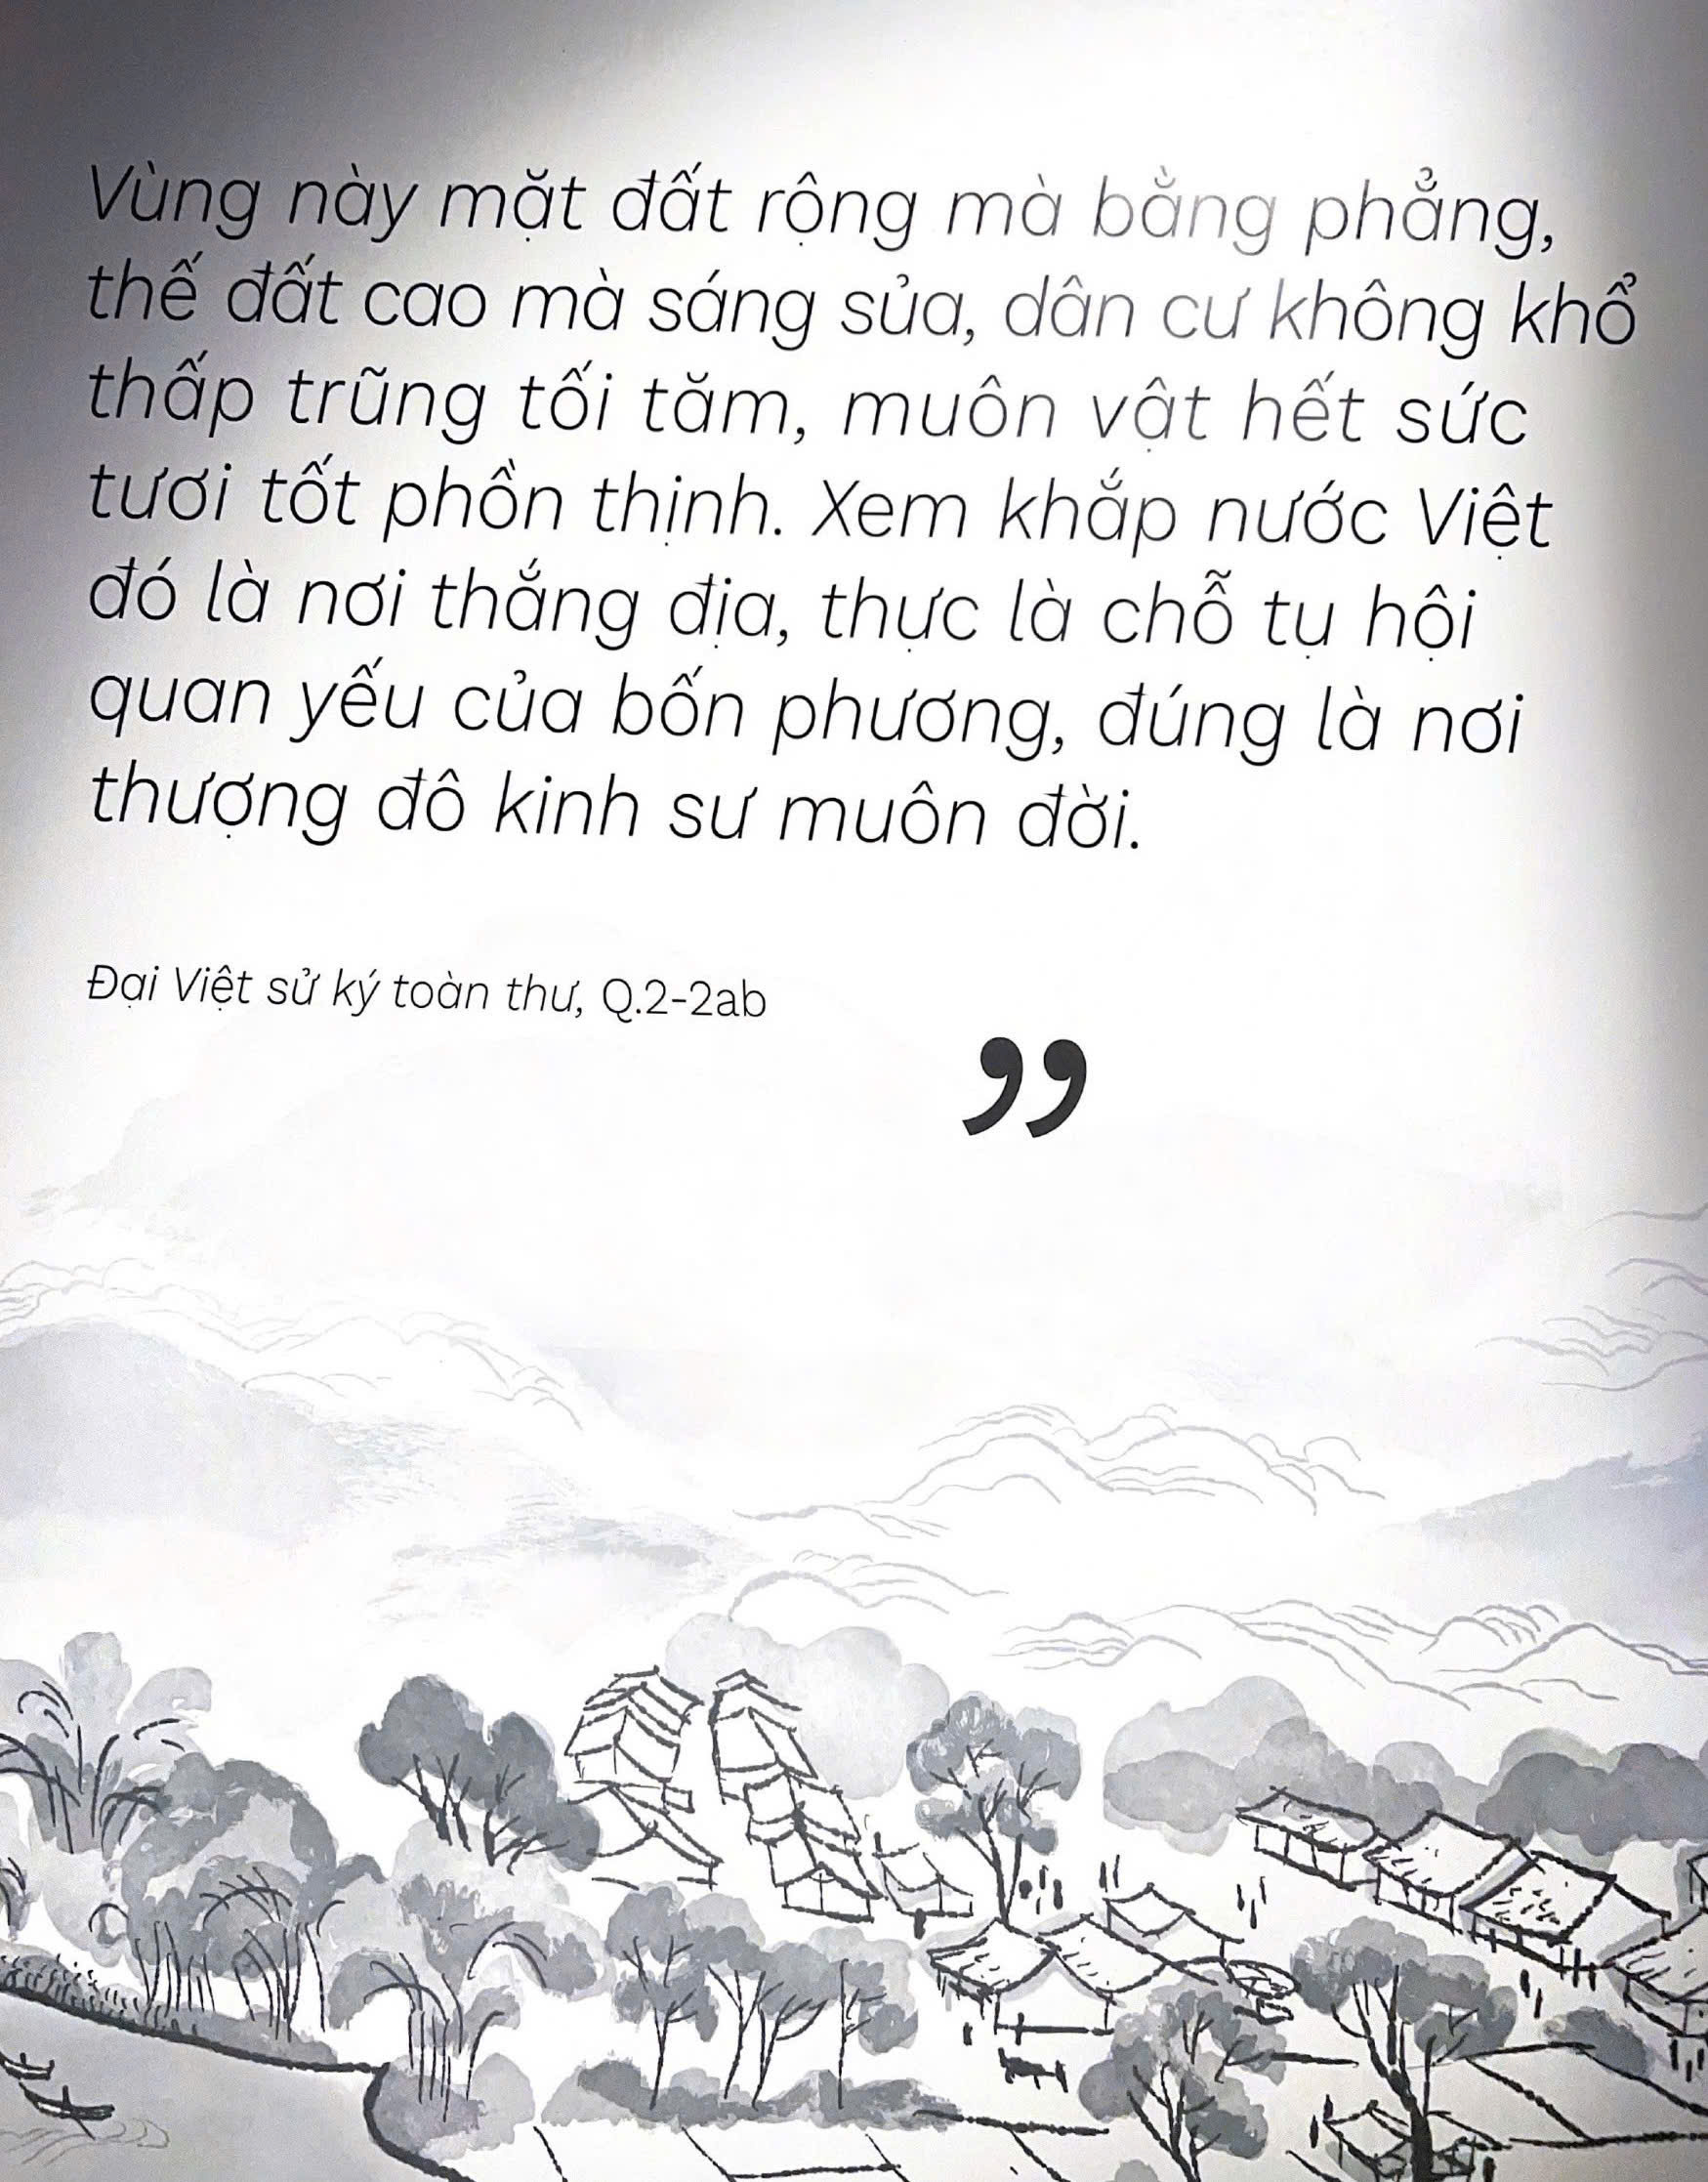 Vùng này mặt đất rộng mà bằng phẳng,
thế đất cao mà sáng sủa, dân cư không khổ
thấp trũng tối tăm, muôn vật hết sức
tươi tốt phồn thịnh. Xem khắp nước Việt
đó là nơi thắng địa, thực là chỗ tụ hội
quan yếu của bốn phương, đúng là nơi
thượng đô kinh sư muôn đời.
Đại Việt sử ký toàn thư, Q.2-2ab
”